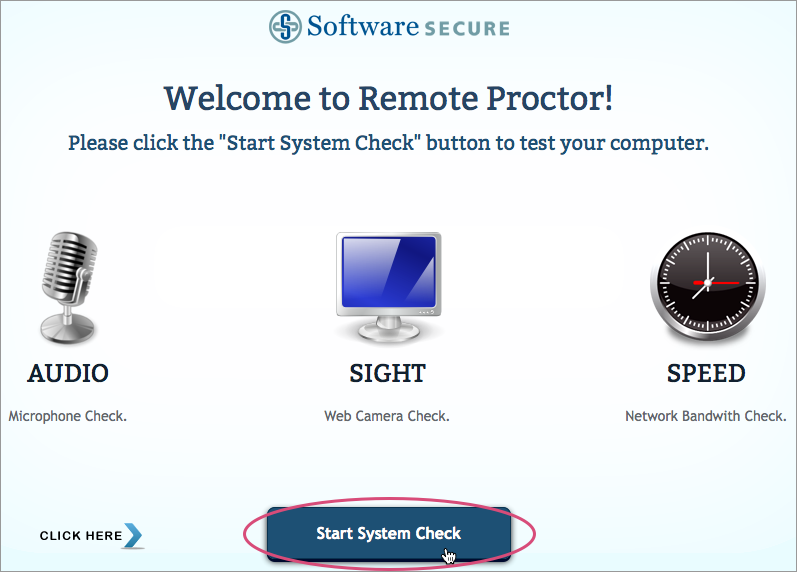 Software SECURE
Welcome to Remote Proctor!
Please click the "Start System Check" button to test your computer.
AUDIO
SIGHT
SPEED
Microphone Check.
Web Camera Check.
Network Bandwith Check.
CLICK HERE
Start System Check